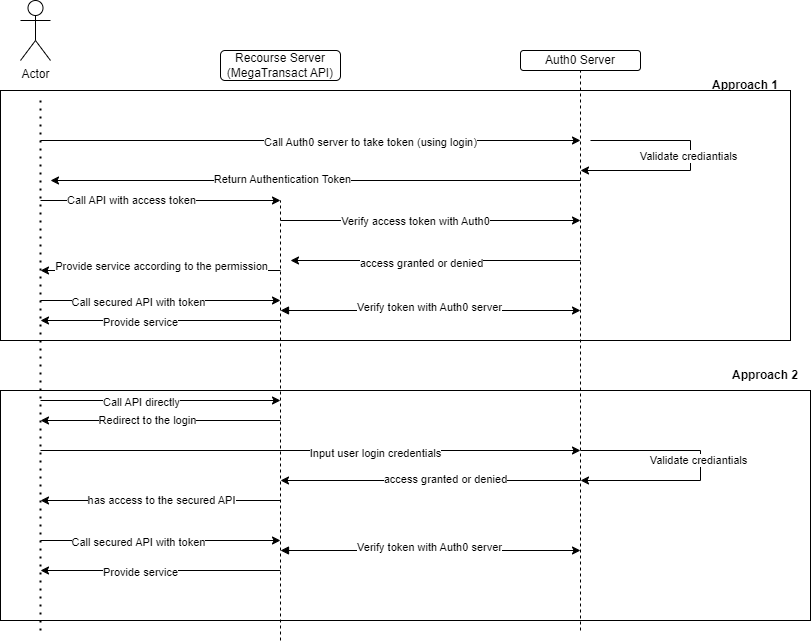 Actor
Recourse Server
(MegaTransact API)
Auth0 Server
Approach 1
Call Auth0 server to take token (using login)
Validate crediantials
Return Authentication Token
Call API with access token
Verify access token with Auth0
access granted or denied
Provide service according to the permission
Call secured API with token
Verify token with Auth0 server
Provide service
Approach 2
Call API directly
Redirect to the login
Input user login credentials
Validate crediantials
access granted or denied
has access to the secured API
Call secured API with token
Verify token with Auth0 server
Provide service